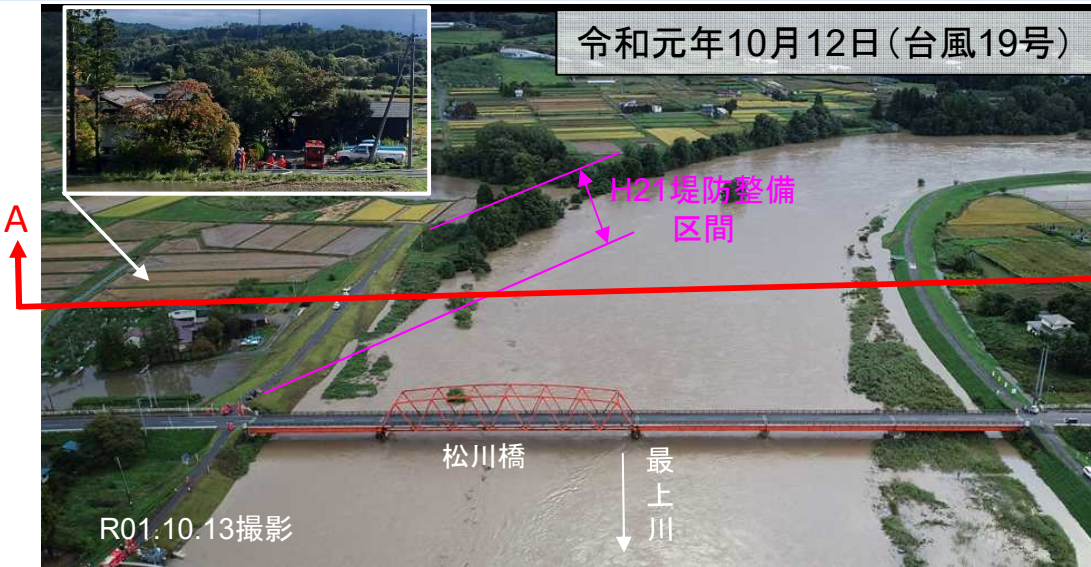 令和元年10月12日(台風19号)
H21堤防整備
区間
A
松川橋
最上川
R01.10.13撮影